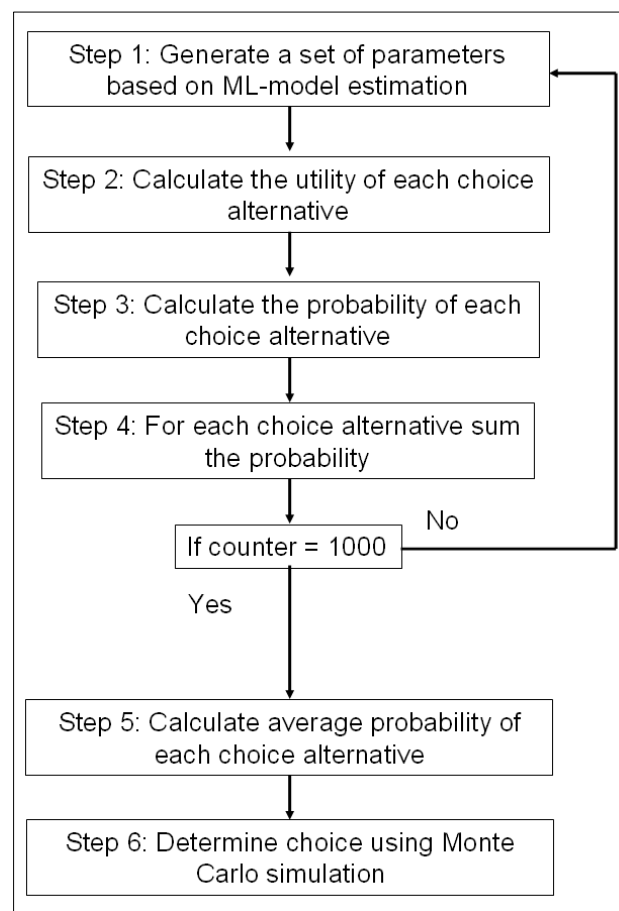 Step 1: Generate a set of parameters
based on ML-model estimation
Step 2: Calculate the utility of each choice
alternative
Step 3: Calculate the probability of each
choice alternative
Step 4: For each choice alternative sum
the probability
If counter = 1000
No
Yes
Step 5: Calculate average probability of
each choice alternative
Step 6: Determine choice using Monte
Carlo simulation